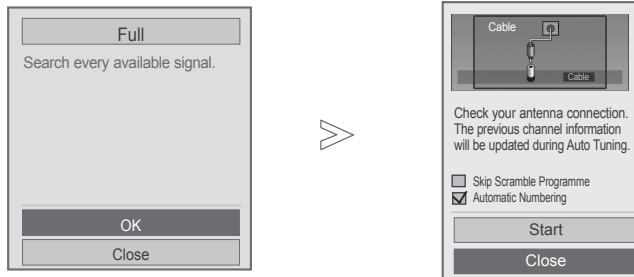 Full
Search every available signal.
OK
Close
Cable
Cable
Check your antenna connection.
The previous channel information
will be updated during Auto Tuning.
Skip Scramble Programme
Automatic Numbering
Start
Close